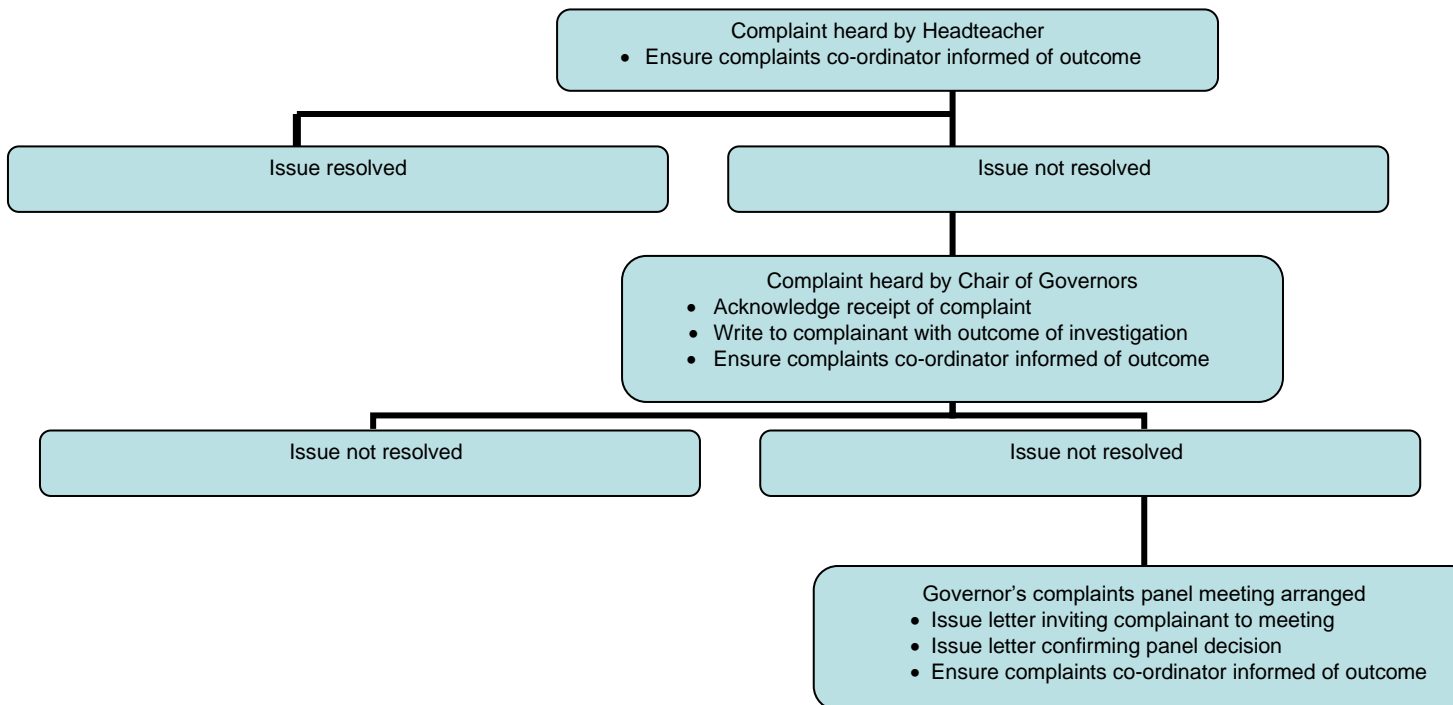 Complaint heard by Headteacher
• Ensure complaints co-ordinator informed of outcome
Issue resolved
Issue not resolved
Complaint heard by Chair of Governors
• Acknowledge receipt of complaint
• Write to complainant with outcome of investigation
• Ensure complaints co-ordinator informed of outcome
Issue not resolved
Issue not resolved
Governor’s complaints panel meeting arranged
• Issue letter inviting complainant to meeting
• Issue letter confirming panel decision
• Ensure complaints co-ordinator informed of outcome